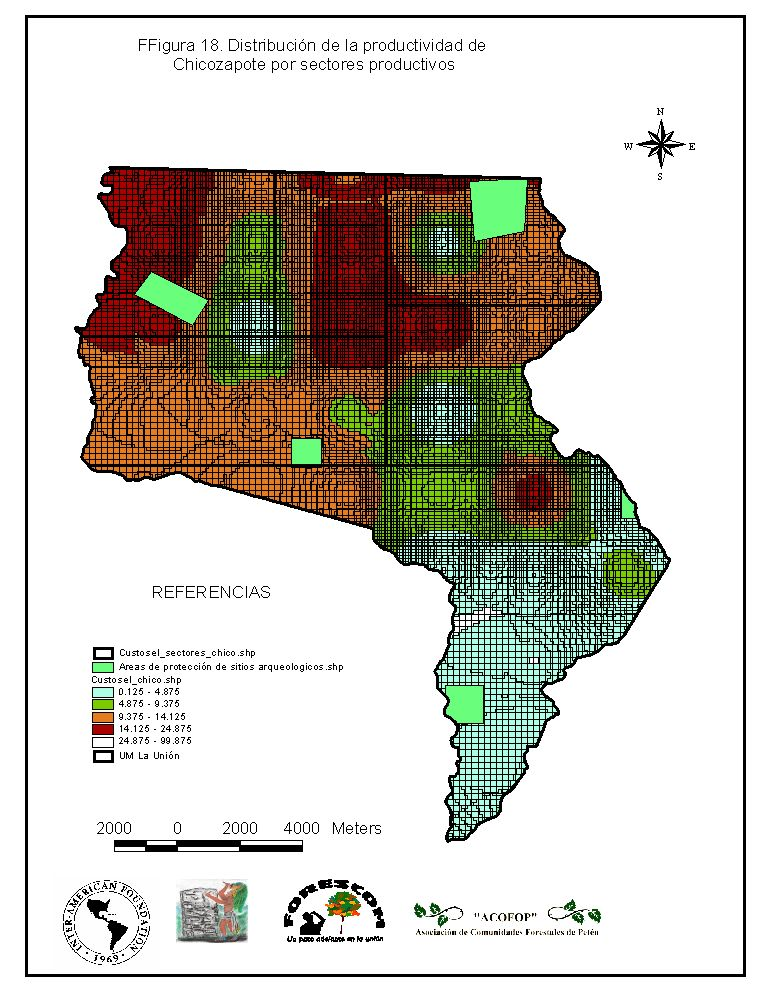 FFigura 18. Distribución de la productividad de
Chicozapote por sectores productivos
N
W E
S
REFERENCIAS
Custosel_sectores_chico.shp
Areas de protección de sitios arqueologicos.shp
Custosel_chico.shp
0.125 - 4.875
4.875 - 9.375
9.375 - 14.125
14.125 - 24.875
24.875 - 99.875
UM La Unión
2000 0 2000 4000 Meters
INTER-AMERICAN FOUNDATION
• 1969 •
FORESCOM
Un paso adelante en la unión
"ACOFOP"
Asociación de Comunidades Forestales de Petén